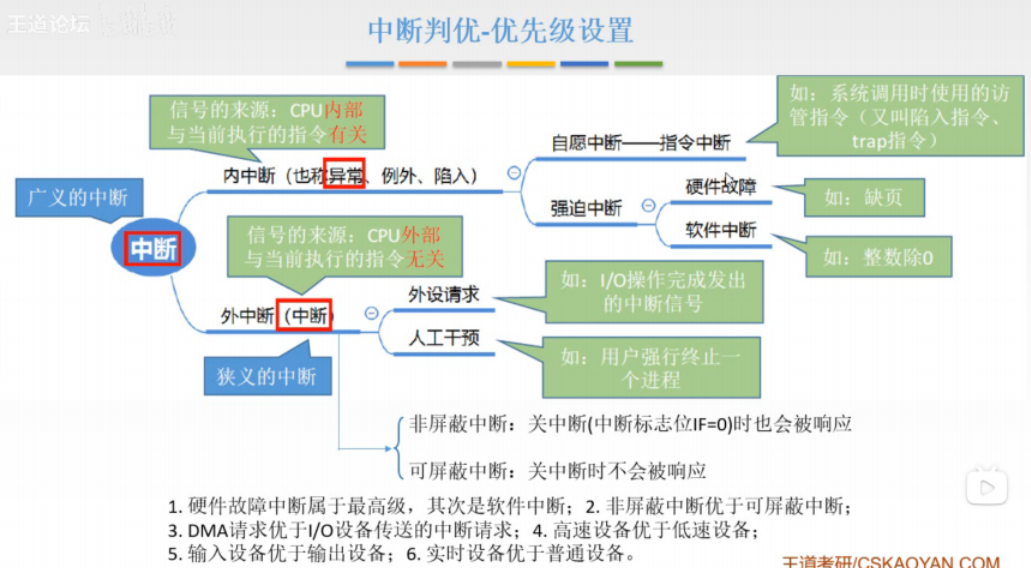 王道论坛
中断判优-优先级设置
信号的来源：CPU内部
与当前执行的指令有关
如：系统调用时使用的访
管指令（又叫陷入指令、
trap指令）
自愿中断——指令中断
内中断（也称异常、例外、陷入）
广义的中断
硬件故障
如：缺页
强迫中断
软件中断
如：整数除0
中断
信号的来源：CPU外部
与当前执行的指令无关
外设请求
如：I/O操作完成发出
的中断信号
外中断（中断）
人工干预
如：用户强行终止一
个进程
狭义的中断
非屏蔽中断：关中断(中断标志位IF=0)时也会被响应
可屏蔽中断：关中断时不会被响应
1. 硬件故障中断属于最高级，其次是软件中断；2. 非屏蔽中断优于可屏蔽中断；
3. DMA请求优于I/O设备传送的中断请求；4. 高速设备优于低速设备；
5. 输入设备优于输出设备；6. 实时设备优于普通设备。
王道考研/CSKAOYAN.COM